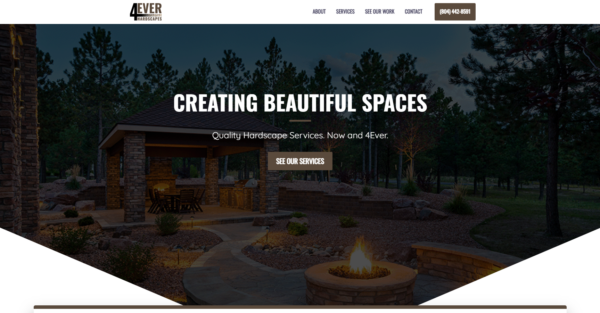 4EVER
HARDSCAPES
ABOUT SERVICES SEE OUR WORK CONTACT (804) 442-8591
CREATING BEAUTIFUL SPACES
Quality Hardscape Services. Now and 4Ever.
SEE OUR SERVICES